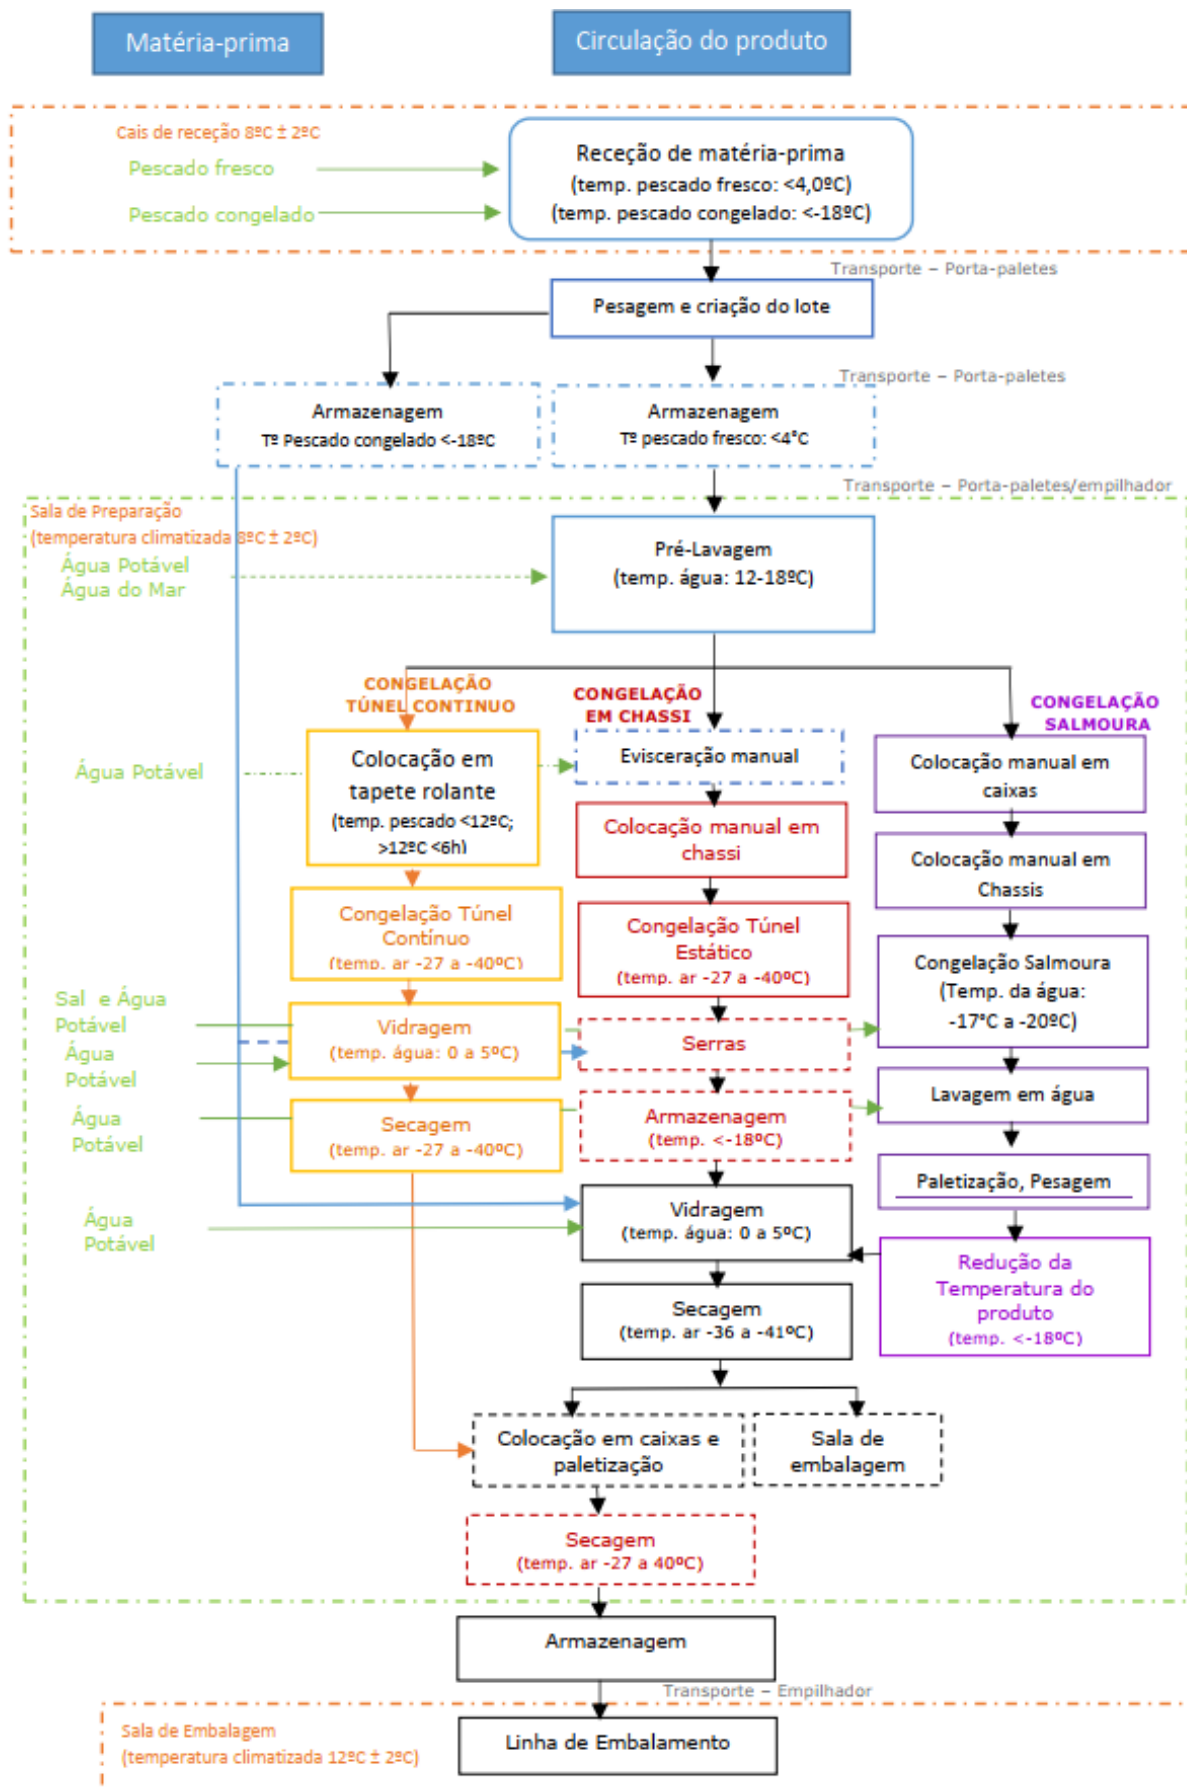 Matéria-prima
Circulação do produto
Cais de receção 8ºC ± 2ºC
Pescado fresco
Pescado congelado
Receção de matéria-prima
(temp. pescado fresco: <4,0ºC)
(temp. pescado congelado: <-18ºC)
Transporte – Porta-paletes
Pesagem e criação do lote
Transporte – Porta-paletes
Armazenagem
Tº Pescado congelado <-18ºC
Armazenagem
Tº pescado fresco: <4°C
Transporte – Porta-paletes/empilhador
Sala de Preparação
(temperatura climatizada 8ºC ± 2ºC)
Água Potável
Água do Mar
Pré-Lavagem
(temp. água: 12-18ºC)
CONGELAÇÃO
TÚNEL CONTINUO
CONGELAÇÃO
EM CHASSI
CONGELAÇÃO
SALMOURA
Água Potável
Colocação em
tapete rolante
(temp. pescado <12ºC;
>12ºC <6h)
Evisceração manual
Colocação manual em
caixas
Colocação manual em
chassi
Colocação manual em
Chassis
Congelação Túnel
Contínuo
(temp. ar -27 a -40ºC)
Congelação Túnel
Estático
(temp. ar -27 a -40ºC)
Congelação Salmoura
(Temp. da água:
-17°C a -20ºC)
Sal e Água
Potável
Água
Potável
Vidragem
(temp. água: 0 a 5ºC)
Serras
Lavagem em água
Água
Potável
Secagem
(temp. ar -27 a -40ºC)
Armazenagem
(temp. <-18ºC)
Paletização, Pesagem
Água
Potável
Vidragem
(temp. água: 0 a 5ºC)
Redução da
Temperatura do
produto
(temp. <-18ºC)
Secagem
(temp. ar -36 a -41ºC)
Colocação em caixas e
paletização
Sala de
embalagem
Secagem
(temp. ar -27 a 40ºC)
Armazenagem
Transporte – Empilhador
Sala de Embalagem
(temperatura climatizada 12ºC ± 2ºC)
Linha de Embalamento